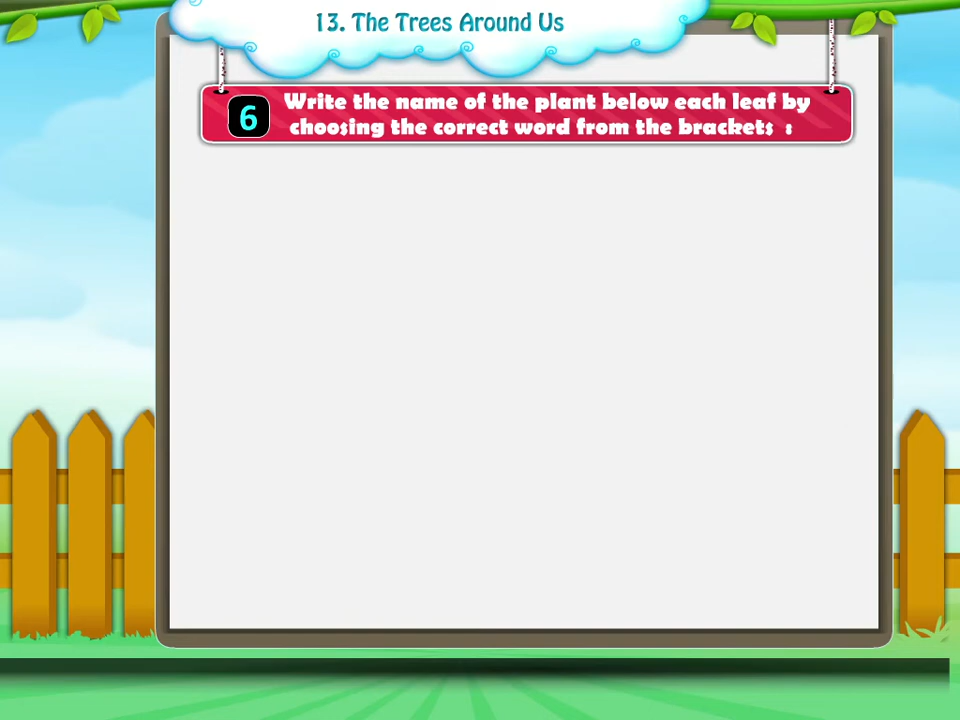 13. The Trees Around Us
6
Write the name of the plant below each leaf by
choosing the correct word from the brackets :